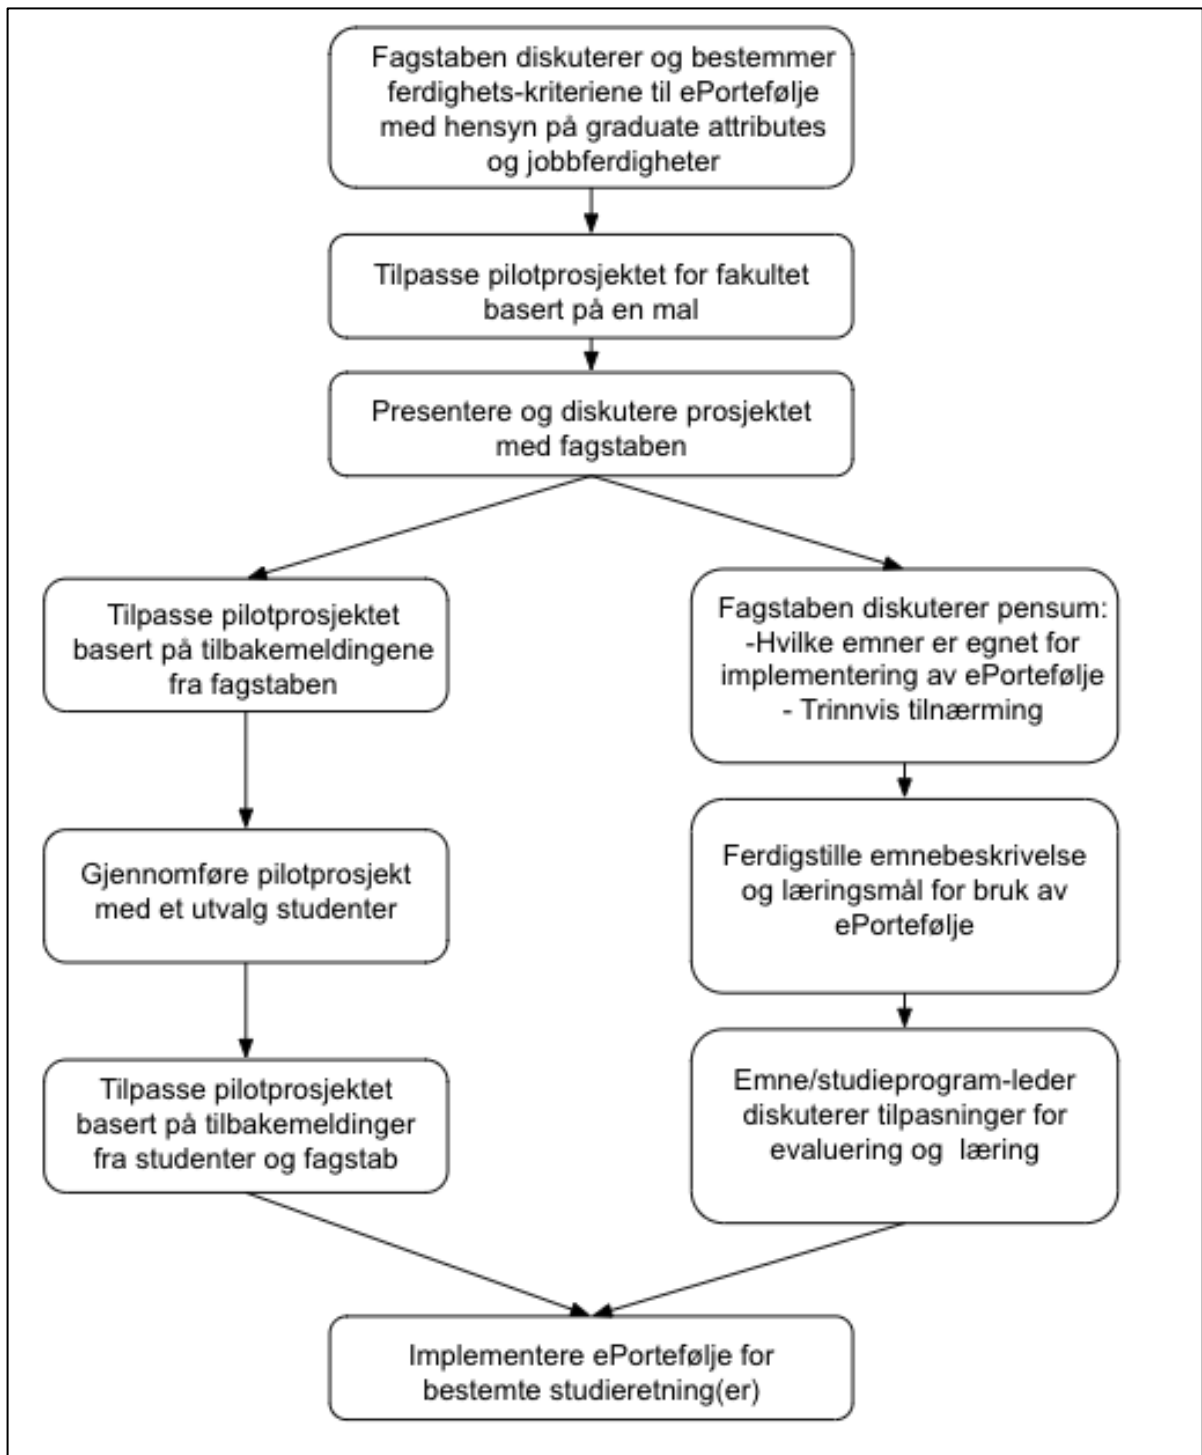 Fagstaben diskuterer og bestemmer
ferdighets-kriteriene til ePortefølje
med hensyn på graduate attributes
og jobbferdigheter
Tilpasse pilotprosjektet for fakultet
basert på en mal
Presentere og diskutere prosjektet
med fagstaben
Tilpasse pilotprosjektet
basert på tilbakemeldingene
fra fagstaben
Gjennomføre pilotprosjekt
med et utvalg studenter
Tilpasse pilotprosjektet
basert på tilbakemeldinger
fra studenter og fagstab
Fagstaben diskuterer pensum:
-Hvilke emner er egnet for
implementering av ePortefølje
- Trinnvis tilnærming
Ferdigstille emnebeskrivelse
og læringsmål for bruk av
ePortefølje
Emne/studieprogram-leder
diskuterer tilpasninger for
evaluering og  læring
Implementere ePortefølje for
bestemte studieretning(er)